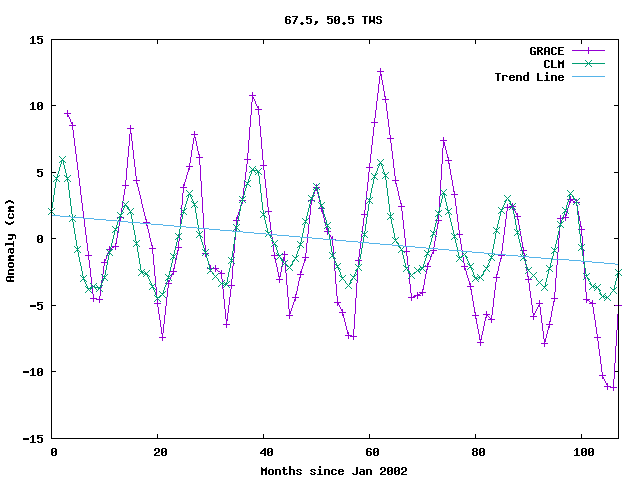 67.5, 50.5 TWS
GRACE
CLM
Trend Line
15
10
5
0
-5
-10
-15
Anomaly (cm)
0 20 40 60 80 100
Months since Jan 2002